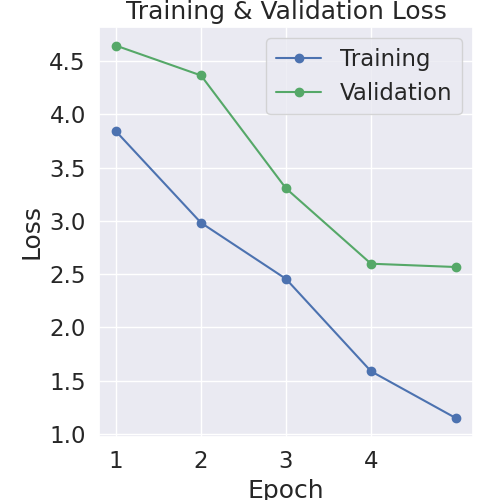 Training & Validation Loss
Training
Validation
Loss
4.5
4.0
3.5
3.0
2.5
2.0
1.5
1.0
1 2 3 4
Epoch